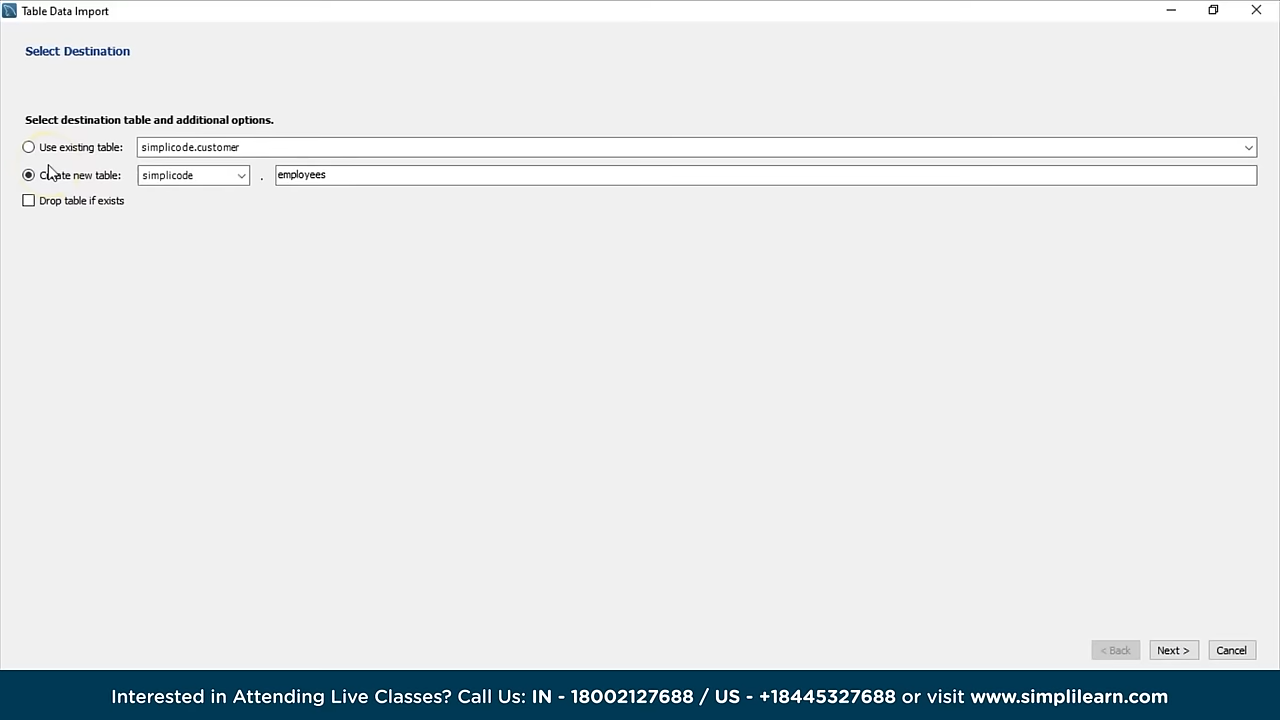 Table Data Import
Select Destination
Select destination table and additional options.
Use existing table: simplicode.customer
Create new table: simplicode . employees
Drop table if exists
< Back Next > Cancel
Interested in Attending Live Classes? Call Us: IN - 18002127688 / US - +18445327688 or visit www.simplilearn.com